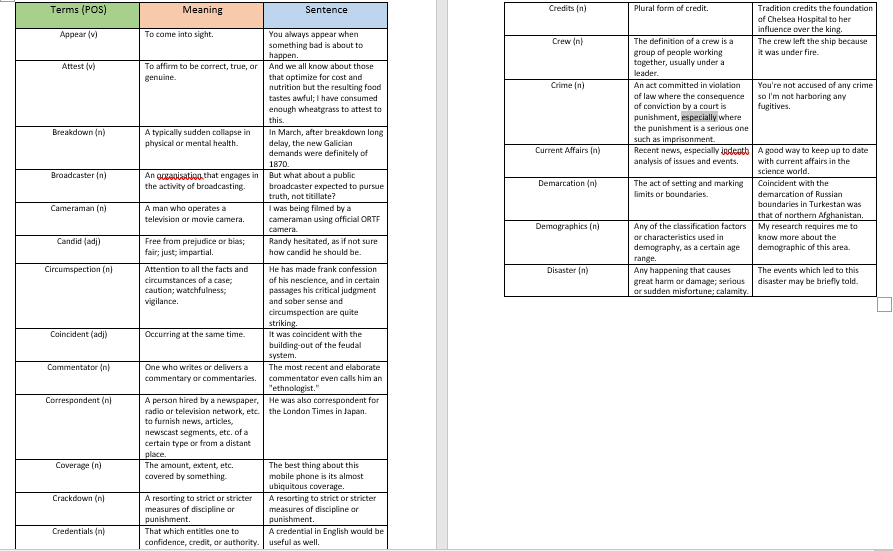 Terms (POS) Meaning Sentence
Appear (v) To come into sight. You always appear when
something bad is about to
happen.
Attest (v) To affirm to be correct, true, or And we all know about those
genuine. that optimize for cost and
nutrition but the resulting food
tastes awful; I have consumed
enough wheatgrass to attest to
this.
Breakdown (n) A typically sudden collapse in In March, after breakdown long
physical or mental health. delay, the new Galician
demands were definitely of
1870.
Broadcaster (n) An organisation that engages in But what about a public
the activity of broadcasting. broadcaster expected to pursue
truth, not titillate?
Cameraman (n) A man who operates a I was being filmed by a
television or movie camera. cameraman using official ORTF
camera.
Candid (adj) Free from prejudice or bias; Randy hesitated, as if not sure
fair; just; impartial. how candid he should be.
Circumspection (n) Attention to all the facts and He has made frank confession
circumstances of a case; of his nescience, and in certain
caution; watchfulness; passages his critical judgment
vigilance. and sober sense and
circumspection are quite
striking.
Coincident (adj) Occurring at the same time. It was coincident with the
building-out of the feudal
system.
Commentator (n) One who writes or delivers a The most recent and elaborate
commentary or commentaries. commentator even calls him an
"ethnologist."
Correspondent (n) A person hired by a newspaper, He was also correspondent for
radio or television network, etc. the London Times in Japan.
to furnish news, articles,
newscast segments, etc. of a
certain type or from a distant
place.
Coverage (n) The amount, extent, etc. The best thing about this
covered by something. mobile phone is its almost
ubiquitous coverage.
Crackdown (n) A resorting to strict or stricter A resorting to strict or stricter
measures of discipline or measures of discipline or
punishment. punishment.
Credentials (n) That which entitles one to A credential in English would be
confidence, credit, or authority. useful as well.
Credits (n) Plural form of credit. Tradition credits the foundation
of Chelsea Hospital to her
influence over the king.
Crew (n) The definition of a crew is a The crew left the ship because
group of people working it was under fire.
together, usually under a
leader.
Crime (n) An act committed in violation You're not accused of any crime
of law where the consequence so I'm not harboring any
of conviction by a court is fugitives.
punishment, especially where
the punishment is a serious one
such as imprisonment.
Current Affairs (n) Recent news, especially indepth A good way to keep up to date
analysis of issues and events. with current affairs in the
science world.
Demarcation (n) The act of setting and marking Coincident with the
limits or boundaries. demarcation of Russian
boundaries in Turkestan was
that of northern Afghanistan.
Demographics (n) Any of the classification factors My research requires me to
or characteristics used in know more about the
demography, as a certain age demographic of this area.
range.
Disaster (n) Any happening that causes The events which led to this
great harm or damage; serious disaster may be briefly told.
or sudden misfortune; calamity.